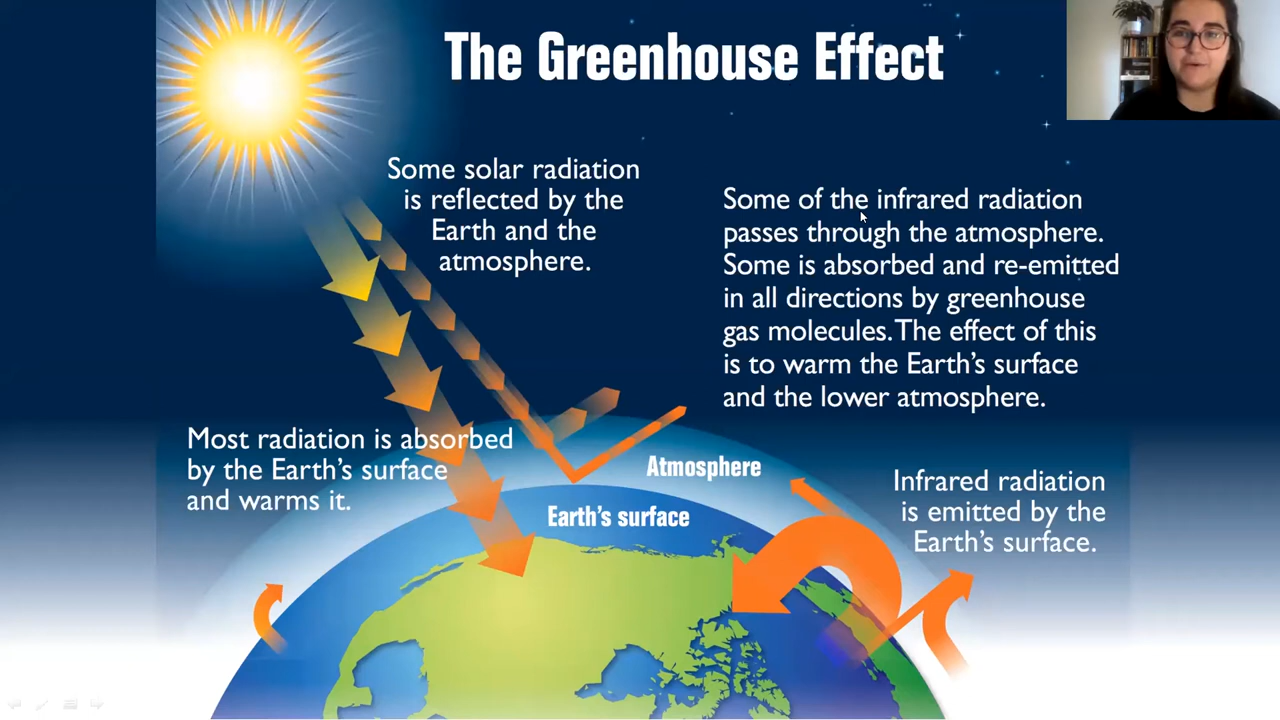 The Greenhouse Effect
Some solar radiation
is reflected by the
Earth and the
atmosphere.
Some of the infrared radiation
passes through the atmosphere.
Some is absorbed and re-emitted
in all directions by greenhouse
gas molecules. The effect of this
is to warm the Earth's surface
and the lower atmosphere.
Most radiation is absorbed
by the Earth's surface
and warms it.
Atmosphere
Earth's surface
Infrared radiation
is emitted by the
Earth's surface.